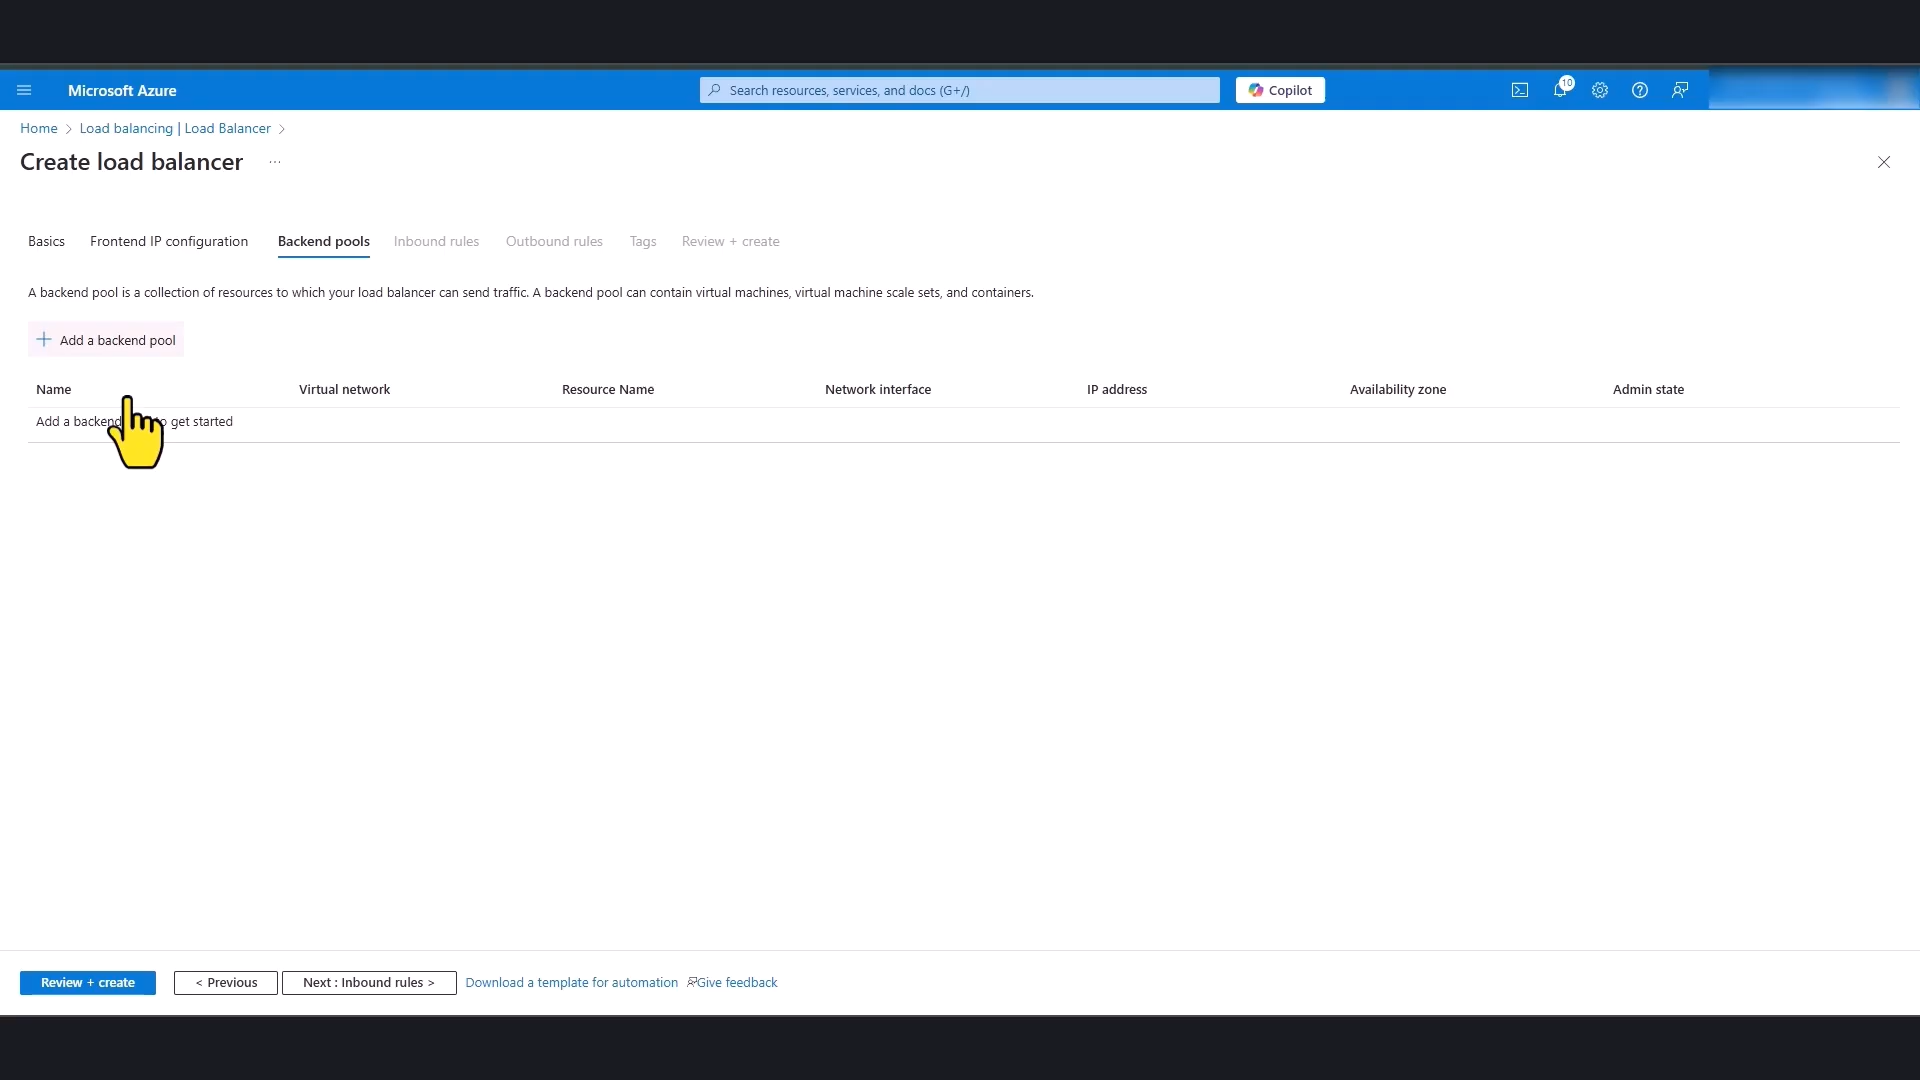 Microsoft Azure
Search resources, services, and docs (G+/)
Copilot
10
Home > Load balancing | Load Balancer >
Create load balancer ...
Basics
Frontend IP configuration
Backend pools
Inbound rules
Outbound rules
Tags
Review + create
A backend pool is a collection of resources to which your load balancer can send traffic. A backend pool can contain virtual machines, virtual machine scale sets, and containers.
Add a backend pool
Name
Virtual network
Resource Name
Network interface
IP address
Availability zone
Admin state
Add a backend to get started
Review + create
< Previous
Next : Inbound rules >
Download a template for automation
Give feedback